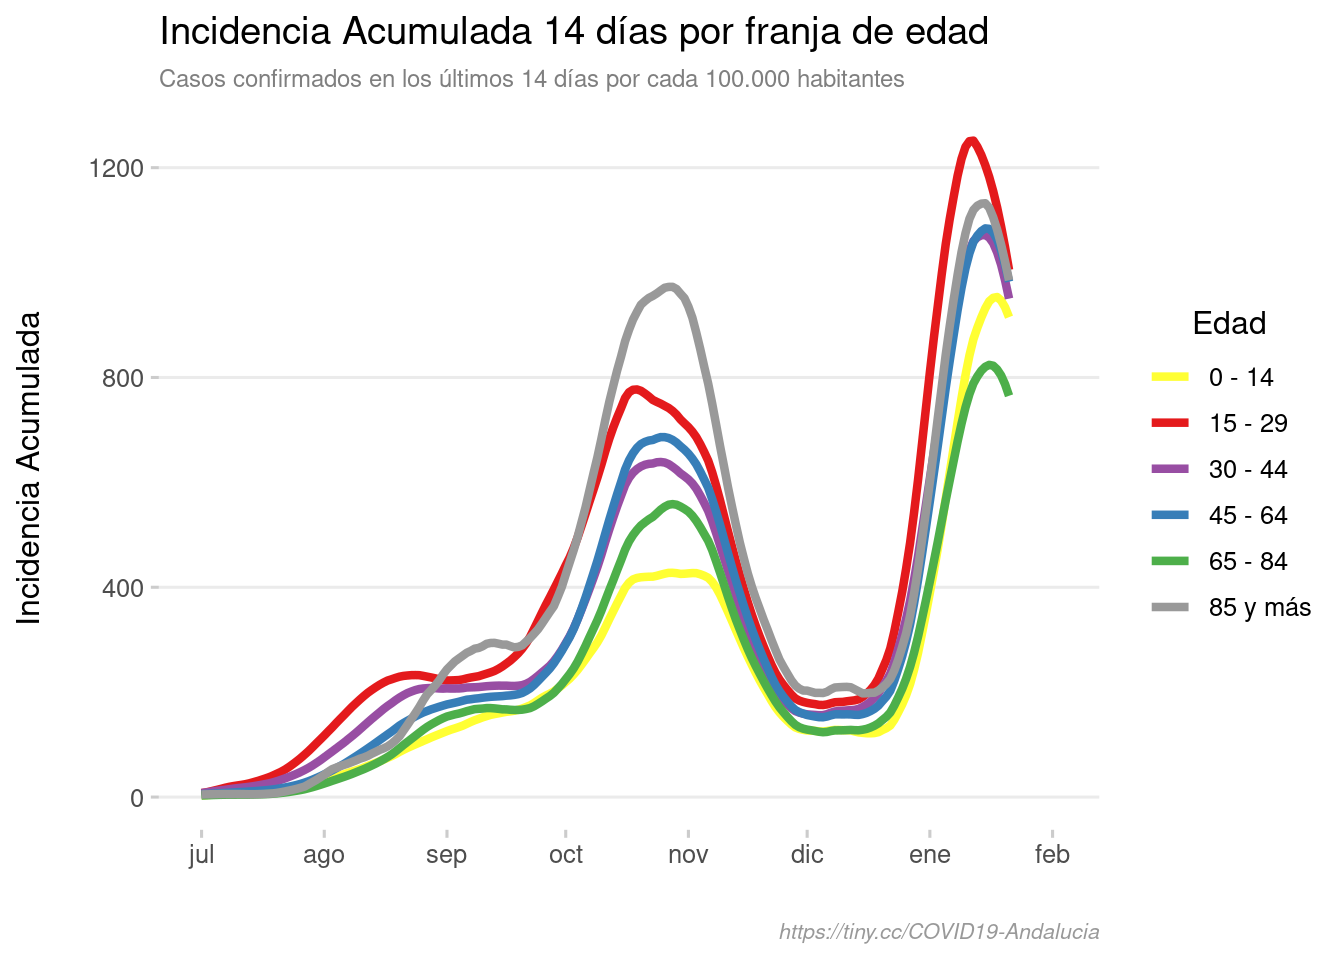 Incidencia Acumulada 14 días por franja de edad
Casos confirmados en los últimos 14 días por cada 100.000 habitantes
Incidencia Acumulada
1200
800
400
0
jul ago sep oct nov dic ene feb
Edad
0 - 14
15 - 29
30 - 44
45 - 64
65 - 84
85 y más
https://tiny.cc/COVID19-Andalucia